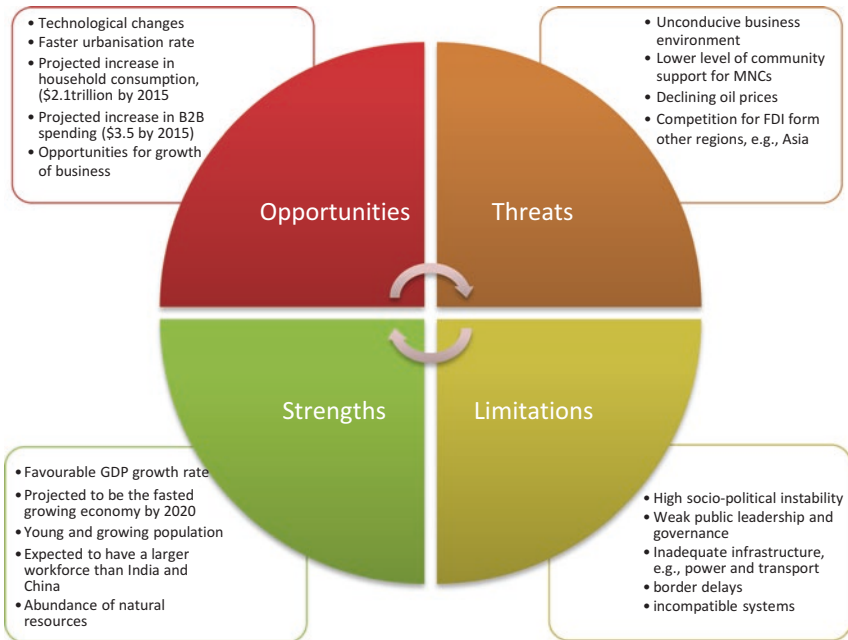 • Technological changes
• Faster urbanisation rate
• Projected increase in
household consumption,
($2.1trillion by 2015
• Projected increase in B2B
spending ($3.5 by 2015)
• Opportunities for growth
of business
• Unconducive business
environment
• Lower level of community
support for MNCs
• Declining oil prices
• Competition for FDI form
other regions, e.g., Asia
Opportunities
Threats
Strengths
Limitations
• Favourable GDP growth rate
• Projected to be the fasted
growing economy by 2020
• Young and growing population
• Expected to have a larger
workforce than India and
China
• Abundance of natural
resources
• High socio-political instability
• Weak public leadership and
governance
• Inadequate infrastructure,
e.g., power and transport
• border delays
• incompatible systems